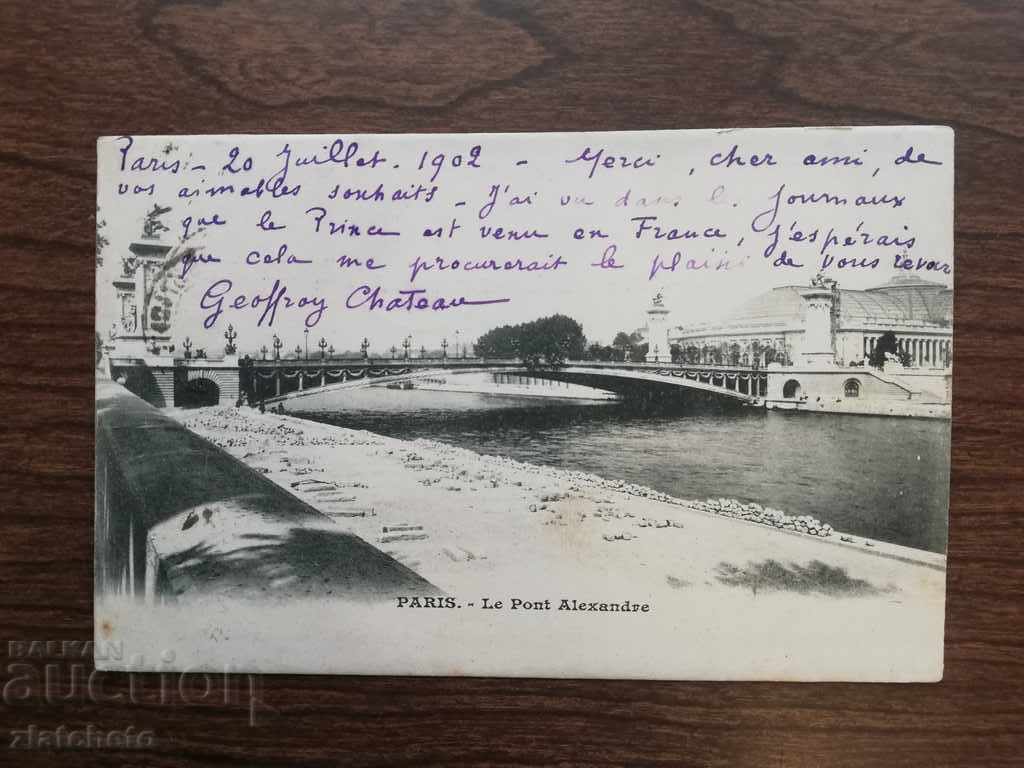 Paris - 20 Juillet. 1902 - Merci, cher ami, de
vos aimables souhaits - J'ai vu dans les Journaux
que le Prince est venu en France, J'espérais
que cela me procurerait le plaisir de vous revoir
Geoffroy Chateau
PARIS. - Le Pont Alexandre
BALKAN
auction
zlatcheto